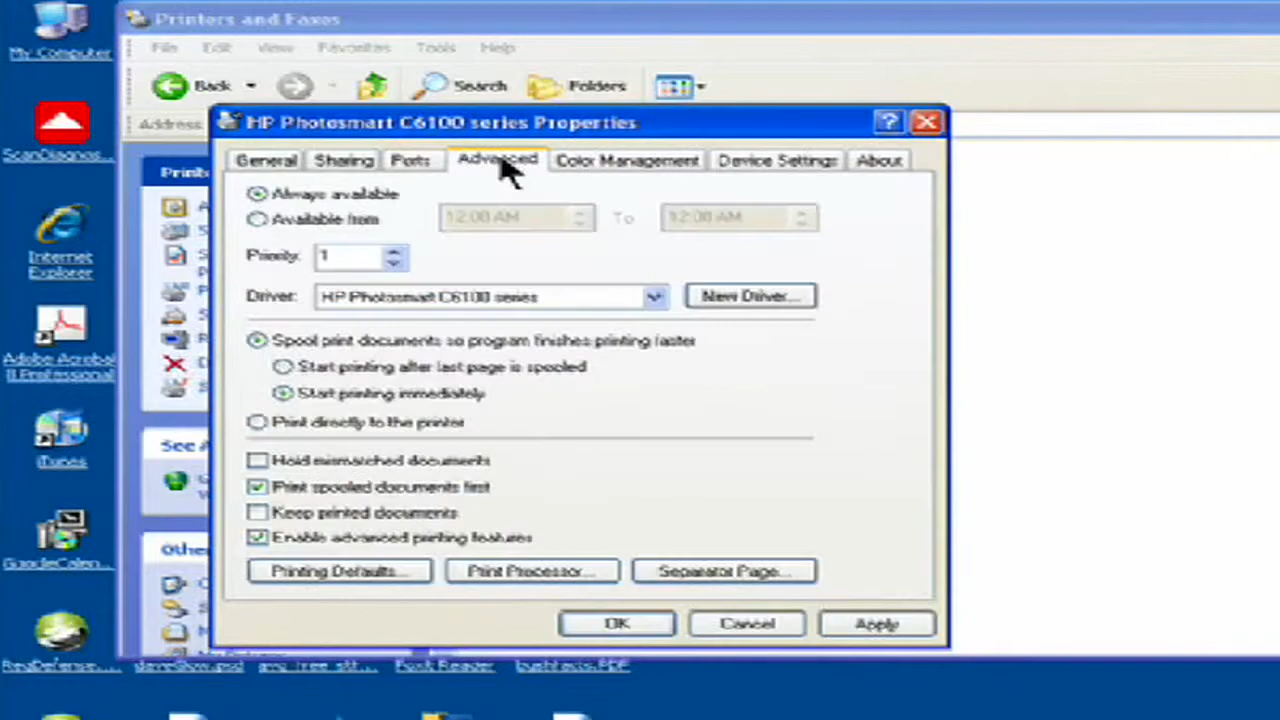 My Computer
Printers and Faxes
File Edit View Favorites Tools Help
Back Search Folders
Address
ScanDiagnos...
HP Photosmart C6100 series Properties
General Sharing Ports Advanced Color Management Device Settings About
Always available
Available from 12:00 AM To 12:00 AM
Priority: 1
Driver: HP Photosmart C6100 series New Driver...
Spool print documents so program finishes printing faster
Start printing after last page is spooled
Start printing immediately
Print directly to the printer
Hold mismatched documents
Print spooled documents first
Keep printed documents
Enable advanced printing features
Printing Defaults... Print Processor... Separator Page...
OK Cancel Apply
Internet
Explorer
Adobe Acrobat
Professional
iTunes
See
Other
Foxit Reader